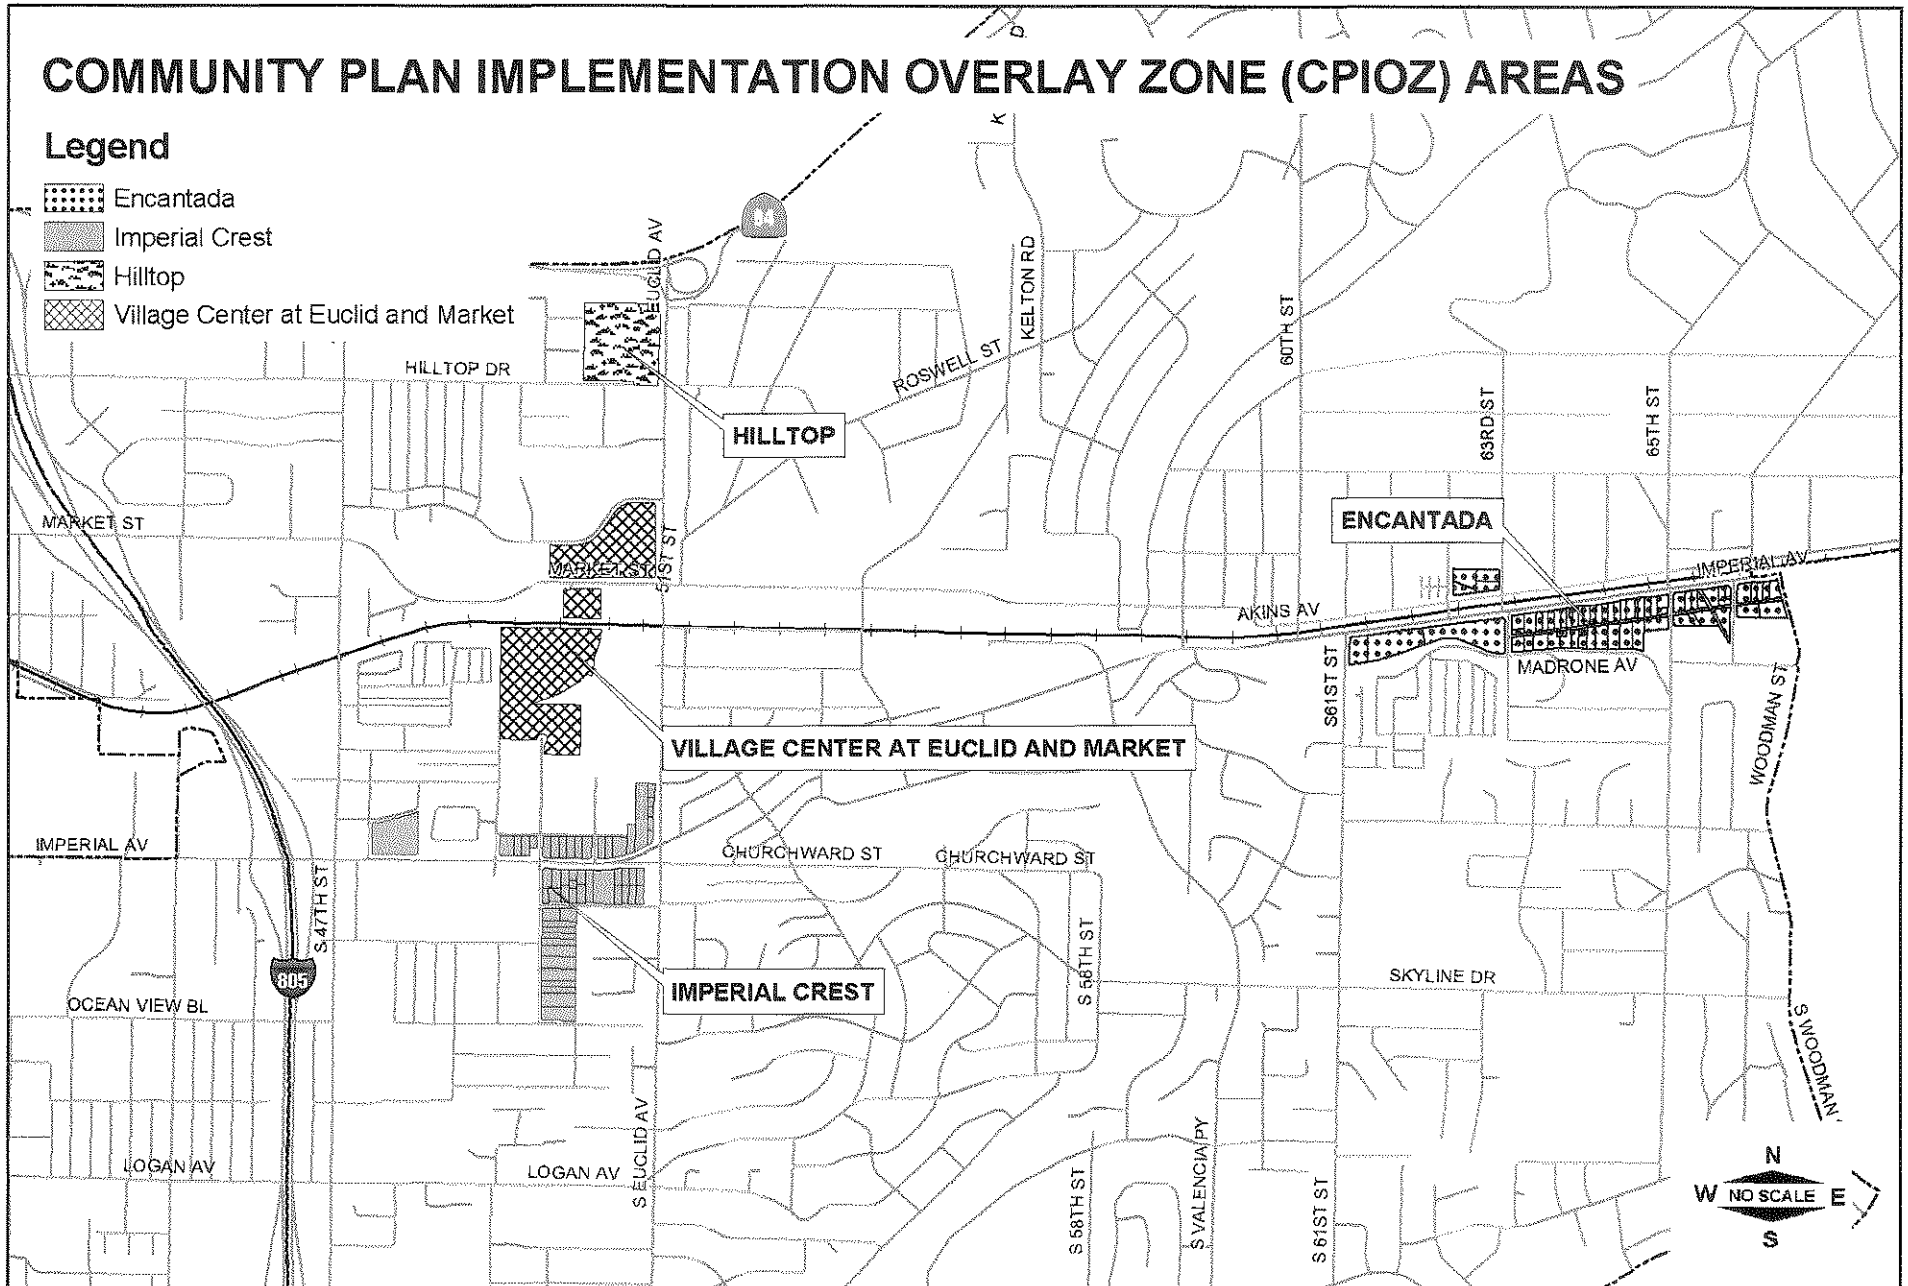 COMMUNITY PLAN IMPLEMENTATION OVERLAY ZONE (CPIOZ) AREAS
Legend
Encantada
Imperial Crest
Hilltop
Village Center at Euclid and Market
D
K
94
EUCLID AV
KELTON RD
60TH ST
HILLTOP DR
ROSWELL ST
63RD ST
65TH ST
HILLTOP
MARKET ST
ENCANTADA
MARKET ST
51ST ST
IMPERIAL AV
AKINS AV
MADRONE AV
S61ST ST
WOODMAN ST
VILLAGE CENTER AT EUCLID AND MARKET
IMPERIAL AV
CHURCHWARD ST
CHURCHWARD ST
S 47TH ST
805
IMPERIAL CREST
S 58TH ST
SKYLINE DR
OCEAN VIEW BL
S WOODMAN
S EUCLID AV
LOGAN AV
LOGAN AV
S 58TH ST
S VALENCIA PY
S 61ST ST
N
W NO SCALE E
S